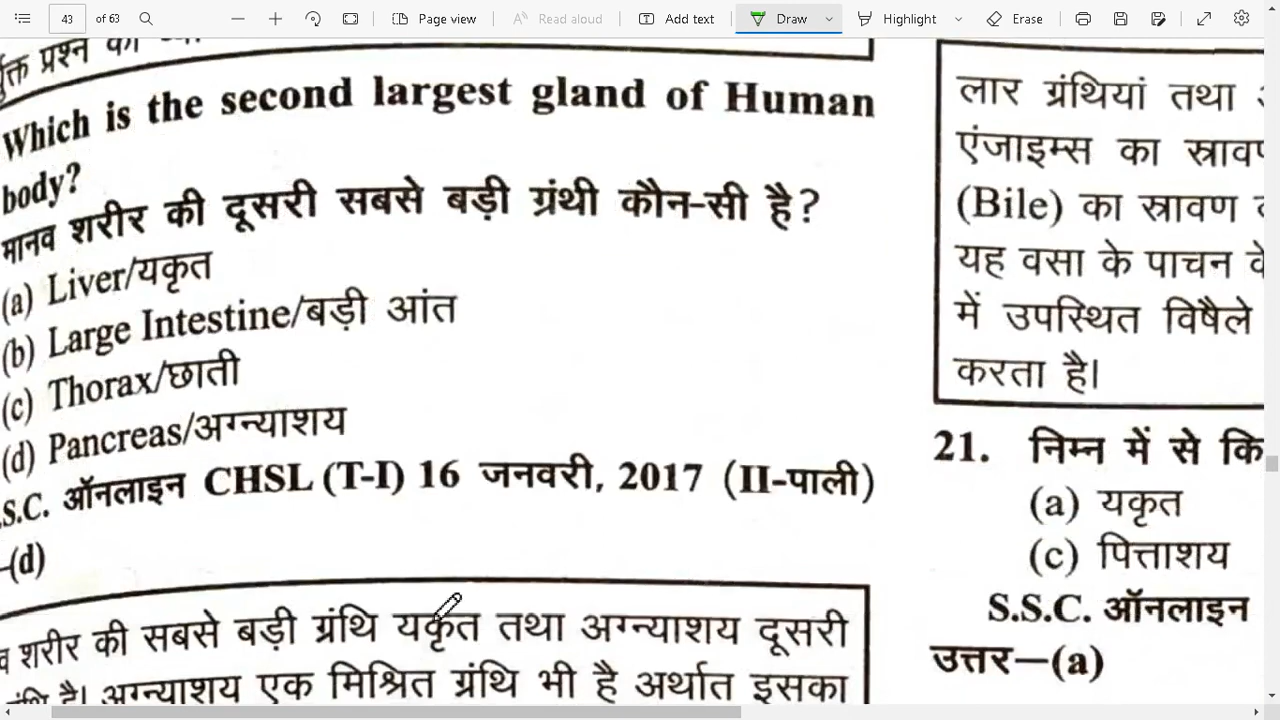 43 of 63 Page view Read aloud Add text Draw Highlight Erase
प्रश्न
Which is the second largest gland of Human
body?
मानव शरीर की दूसरी सबसे बड़ी ग्रंथी कौन-सी है?
(a) Liver/यकृत
(b) Large Intestine/बड़ी आंत
(c) Thorax/छाती
(d) Pancreas/अग्न्याशय
S.C. ऑनलाइन CHSL (T-I) 16 जनवरी, 2017 (II-पाली)
–(d)
शरीर की सबसे बड़ी ग्रंथि यकृत तथा अग्न्याशय दूसरी
है। अग्न्याशय एक मिश्रित ग्रंथि भी है अर्थात इसका
लार ग्रंथियां तथा
एंजाइम्स का स्राव
(Bile) का स्रावण
यह वसा के पाचन
में उपस्थित विषैले
करता है।
21. निम्न में से
(a) यकृत
(c) पित्ताशय
S.S.C. ऑनलाइन
उत्तर—(a)